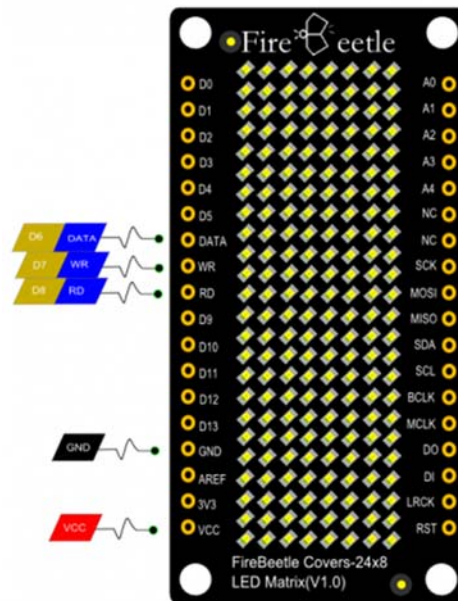 Fire Beetle
D0 A0
D1 A1
D2 A2
D3 A3
D4 A4
D5 NC
D6 DATA DATA NC
D7 WR WR SCK
D8 RD RD MOSI
D9 MISO
D10 SDA
D11 SCL
D12 BCLK
D13 MCLK
GND GND DO
AREF DI
3V3 LRCK
VCC VCC RST
FireBeetle Covers-24x8
LED Matrix(V1.0)